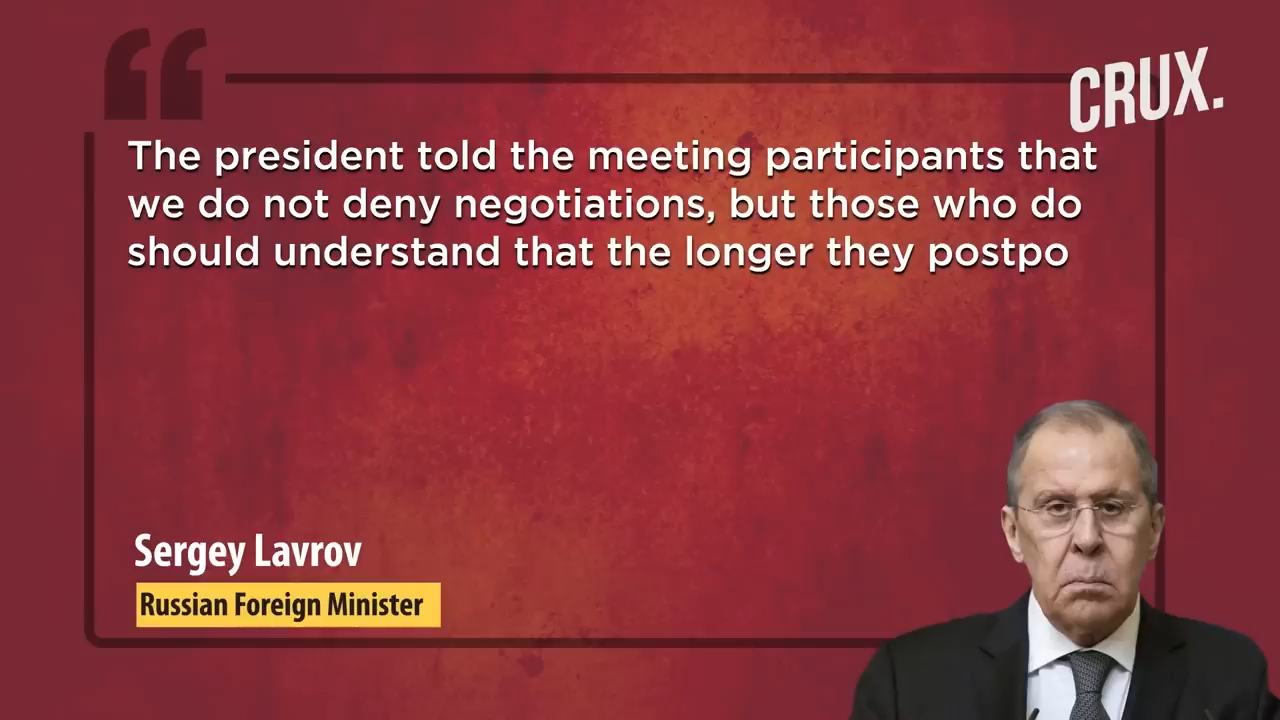 CRUX.
The president told the meeting participants that
we do not deny negotiations, but those who do
should understand that the longer they postpo
Sergey Lavrov
Russian Foreign Minister